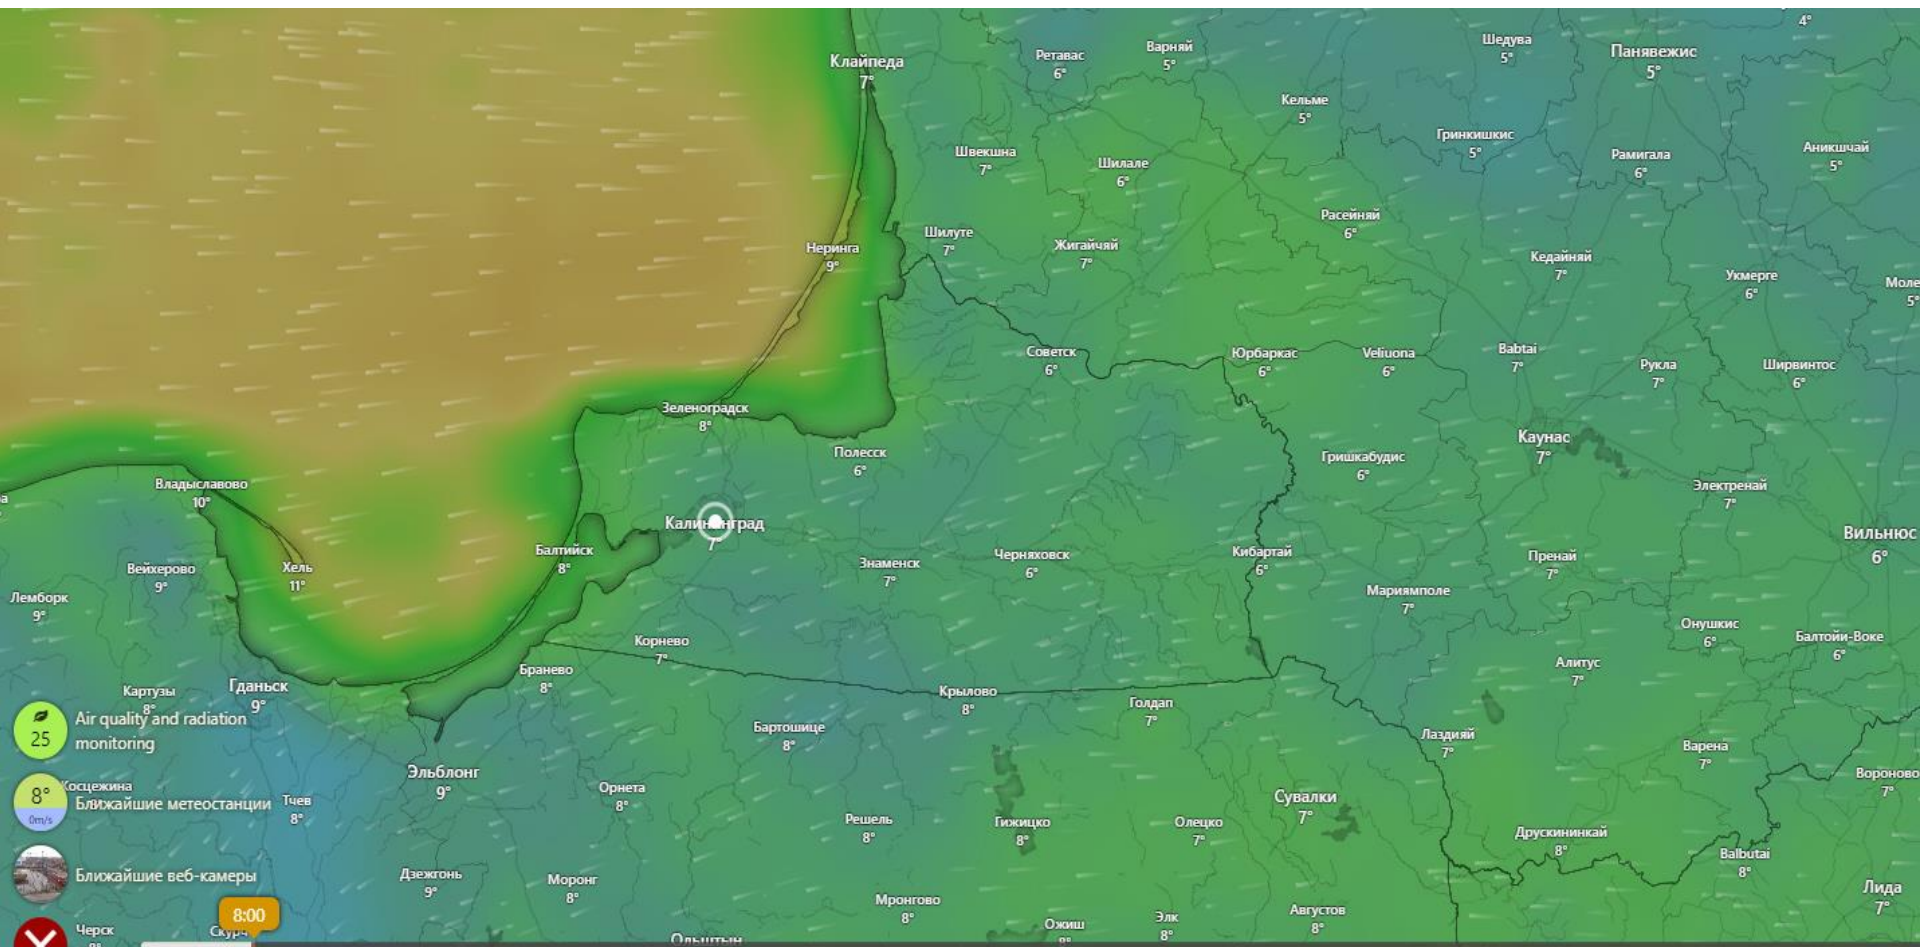 4°
Клайпеда
7°
Ретавас
6°
Варняй
5°
Шедува
5°
Панявежис
5°
Кельме
5°
Гринкишкис
5°
Швекшна
7°
Шилале
6°
Рамигала
6°
Аникшчай
5°
Неринга
9°
Шилуте
7°
Жигайчяй
7°
Расейняй
6°
Кедайняй
7°
Укмерге
6°
Моле
5°
Советск
6°
Юрбаркас
6°
Veliuona
6°
Babtai
7°
Рукла
7°
Ширвинтос
6°
Зеленоградск
8°
Полесск
6°
Гришкабудис
6°
Каунас
7°
Владыславово
10°
Электренай
7°
Калининград
7°
Вильнюс
6°
Вейхерово
9°
Хель
11°
Балтийск
8°
Знаменск
7°
Черняховск
6°
Кибартай
6°
Пренай
7°
Лемборк
9°
Мариямполе
7°
Корнево
7°
Онушкис
6°
Балтойи-Воке
6°
Картузы
8°
Гданьск
9°
Бранево
8°
Крылово
8°
Голдап
7°
Алитус
7°
25
Air quality and radiation
monitoring
Бартошице
8°
Лаздияй
7°
Варена
7°
Эльблонг
9°
Орнета
8°
Вороново
7°
Косцежина
8°
0m/s
Ближайшие метеостанции
Тчев
8°
Решель
8°
Гижицко
8°
Олецко
7°
Сувалки
7°
Друскининкай
8°
Balbutai
8°
Ближайшие веб-камеры
Дзежгонь
9°
Моронг
8°
Мронгово
8°
Лида
7°
8:00
Черск
Ольштын
Ожиш
8°
Элк
8°
Августов
8°